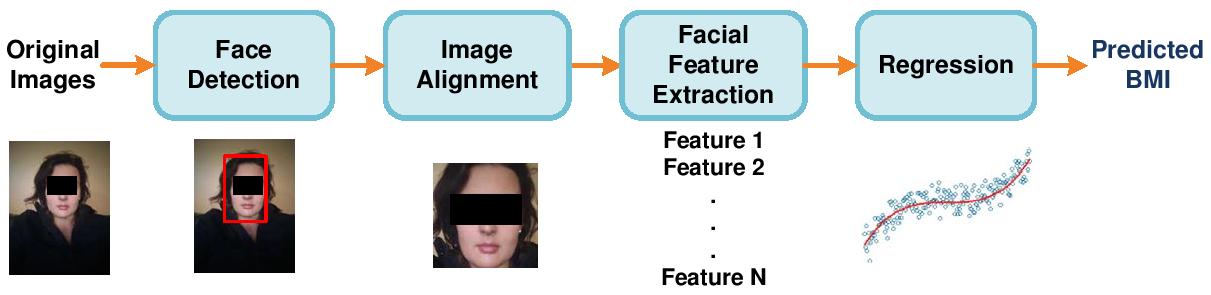 Original
Images
Face
Detection
Image
Alignment
Facial
Feature
Extraction
Regression
Predicted
BMI
Feature 1
Feature 2
.
.
.
Feature N